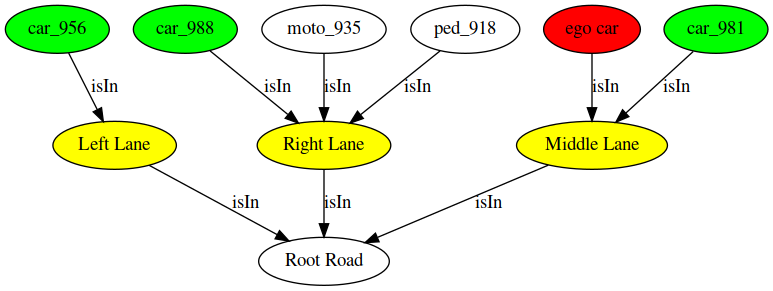 car_956
car_988
moto_935
ped_918
ego car
car_981
isIn
isIn
isIn
isIn
isIn
isIn
Left Lane
Right Lane
Middle Lane
isIn
isIn
isIn
Root Road